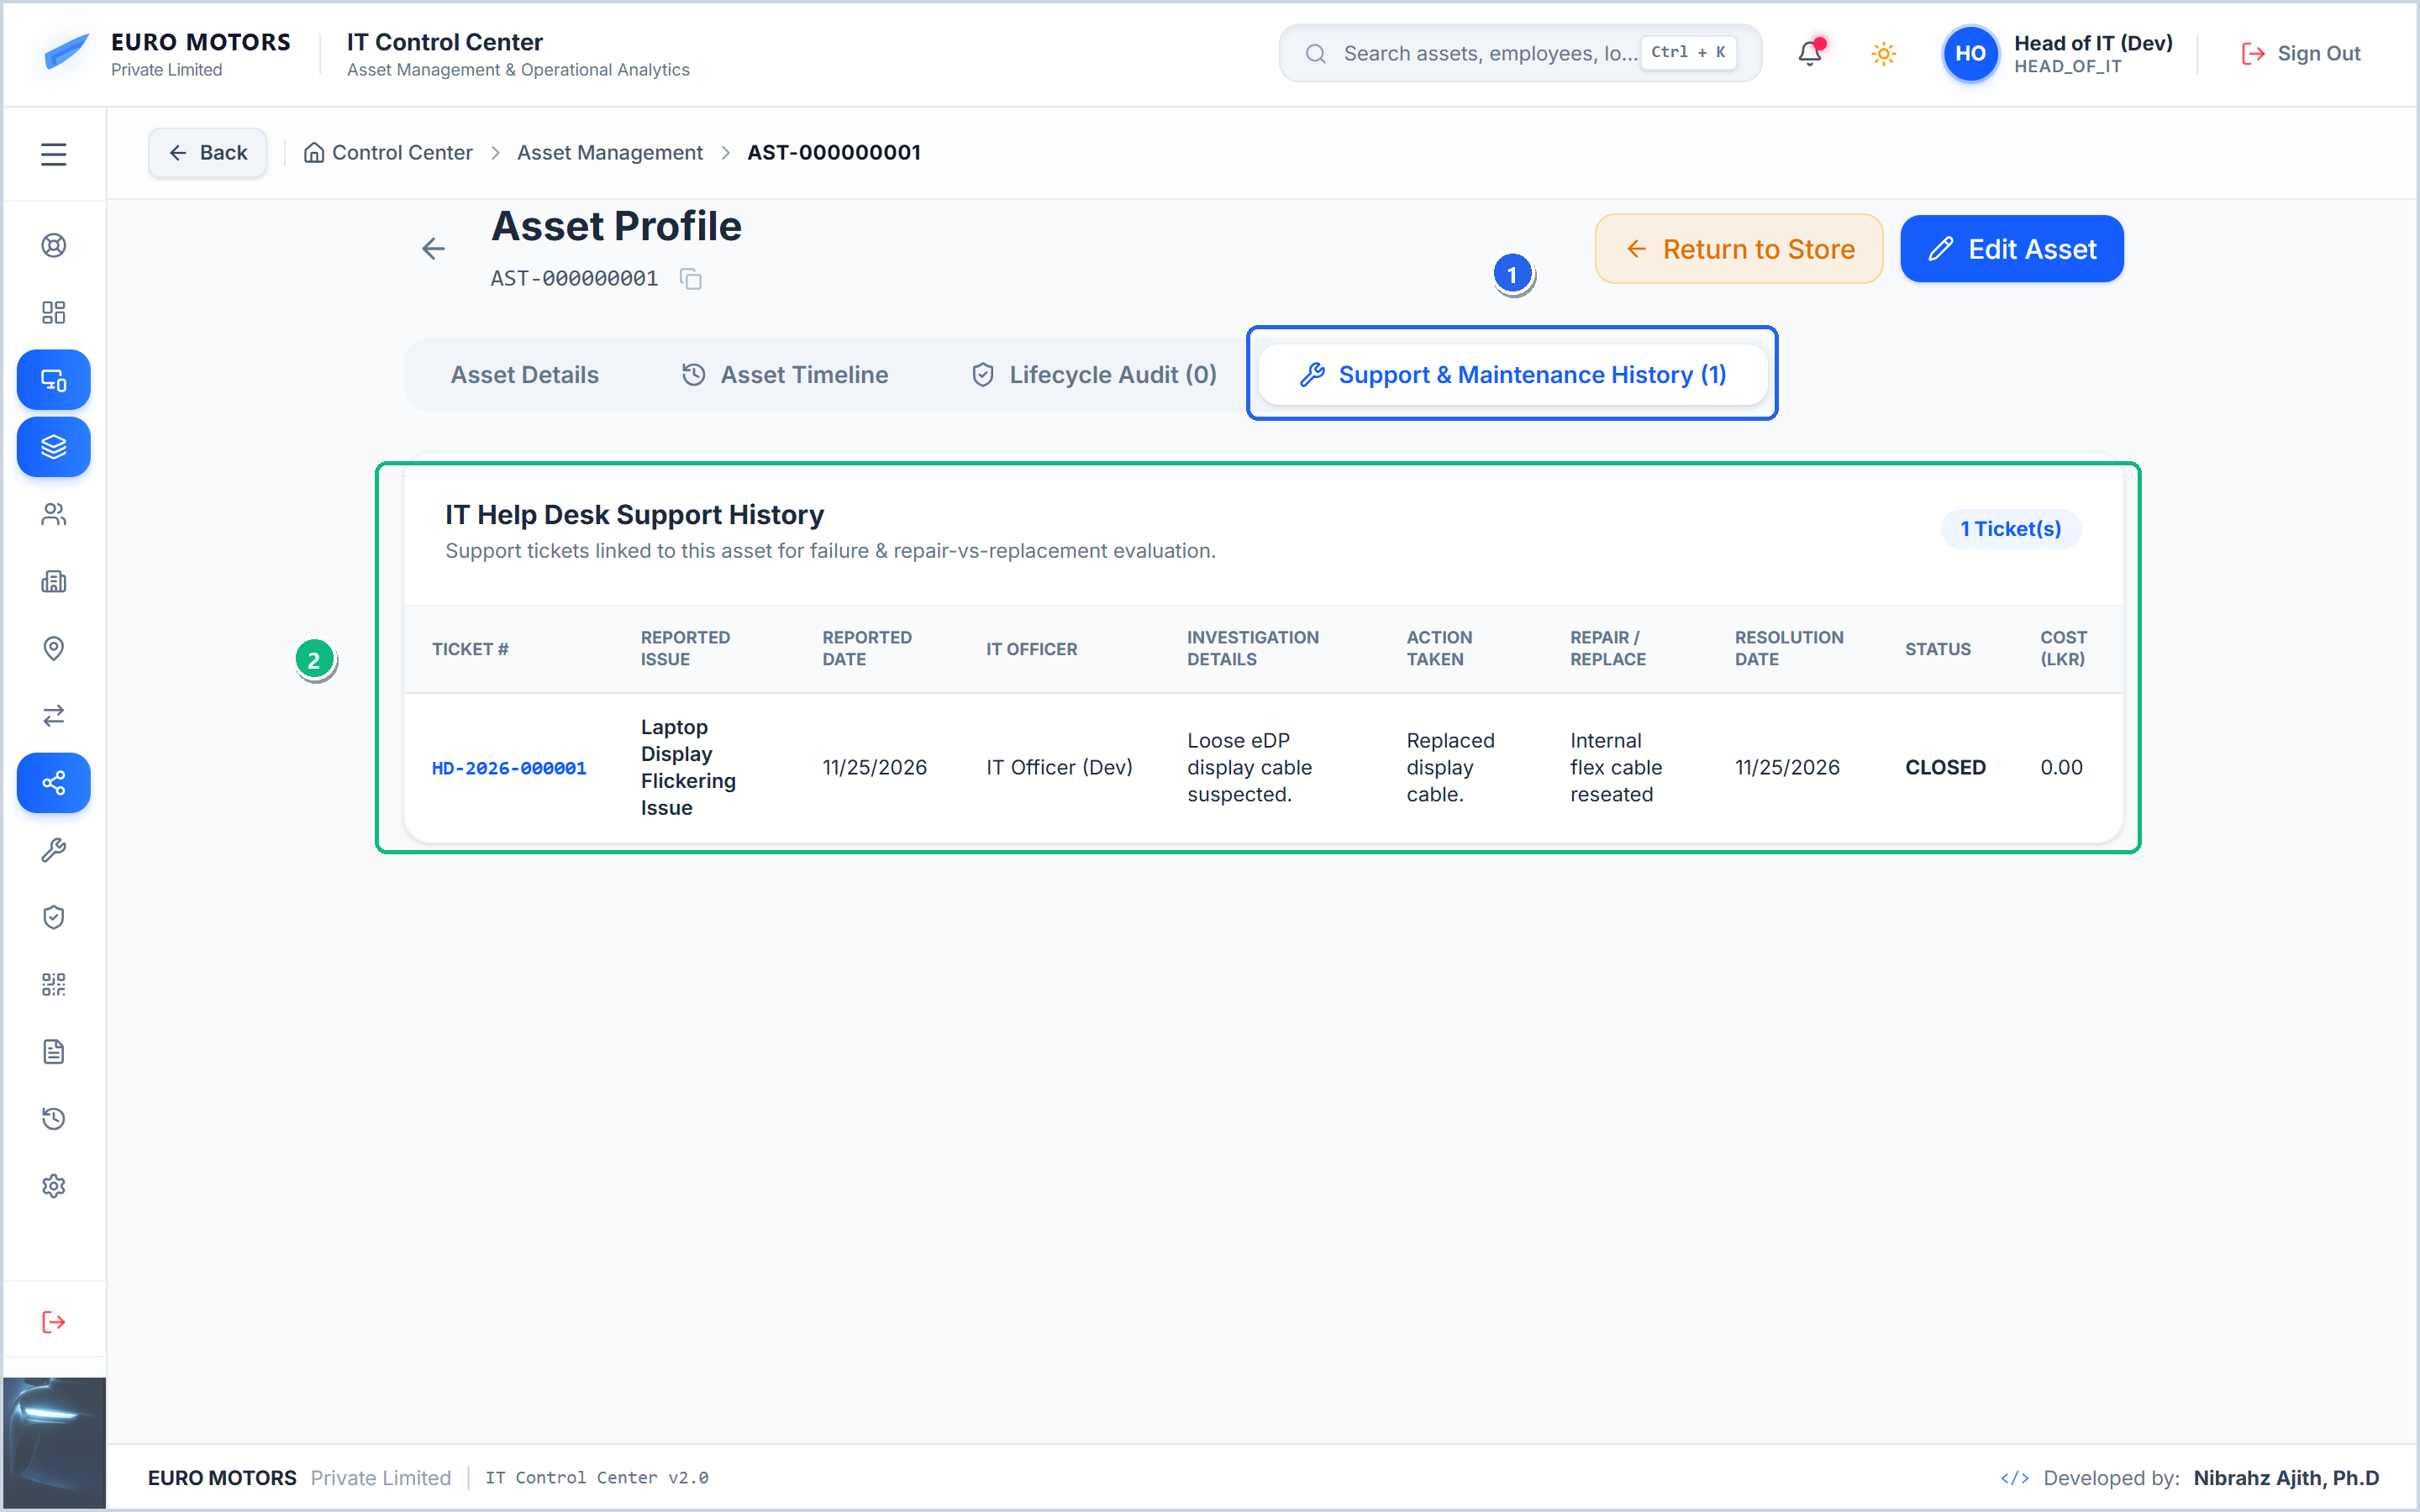 EURO MOTORS
Private Limited
IT Control Center
Asset Management & Operational Analytics
Search assets, employees, lo...
Ctrl + K
HO
Head of IT (Dev)
HEAD_OF_IT
Sign Out
Back
Control Center
Asset Management
AST-000000001
Asset Profile
AST-000000001
1
Return to Store
Edit Asset
Asset Details
Asset Timeline
Lifecycle Audit (0)
Support & Maintenance History (1)
IT Help Desk Support History
Support tickets linked to this asset for failure & repair-vs-replacement evaluation.
1 Ticket(s)
2
TICKET #
REPORTED
ISSUE
REPORTED
DATE
IT OFFICER
INVESTIGATION
DETAILS
ACTION
TAKEN
REPAIR /
REPLACE
RESOLUTION
DATE
STATUS
COST
(LKR)
HD-2026-000001
Laptop
Display
Flickering
Issue
11/25/2026
IT Officer (Dev)
Loose eDP
display cable
suspected.
Replaced
display
cable.
Internal
flex cable
reseated
11/25/2026
CLOSED
0.00
EURO MOTORS Private Limited
IT Control Center v2.0
</> Developed by: Nibrahz Ajith, Ph.D